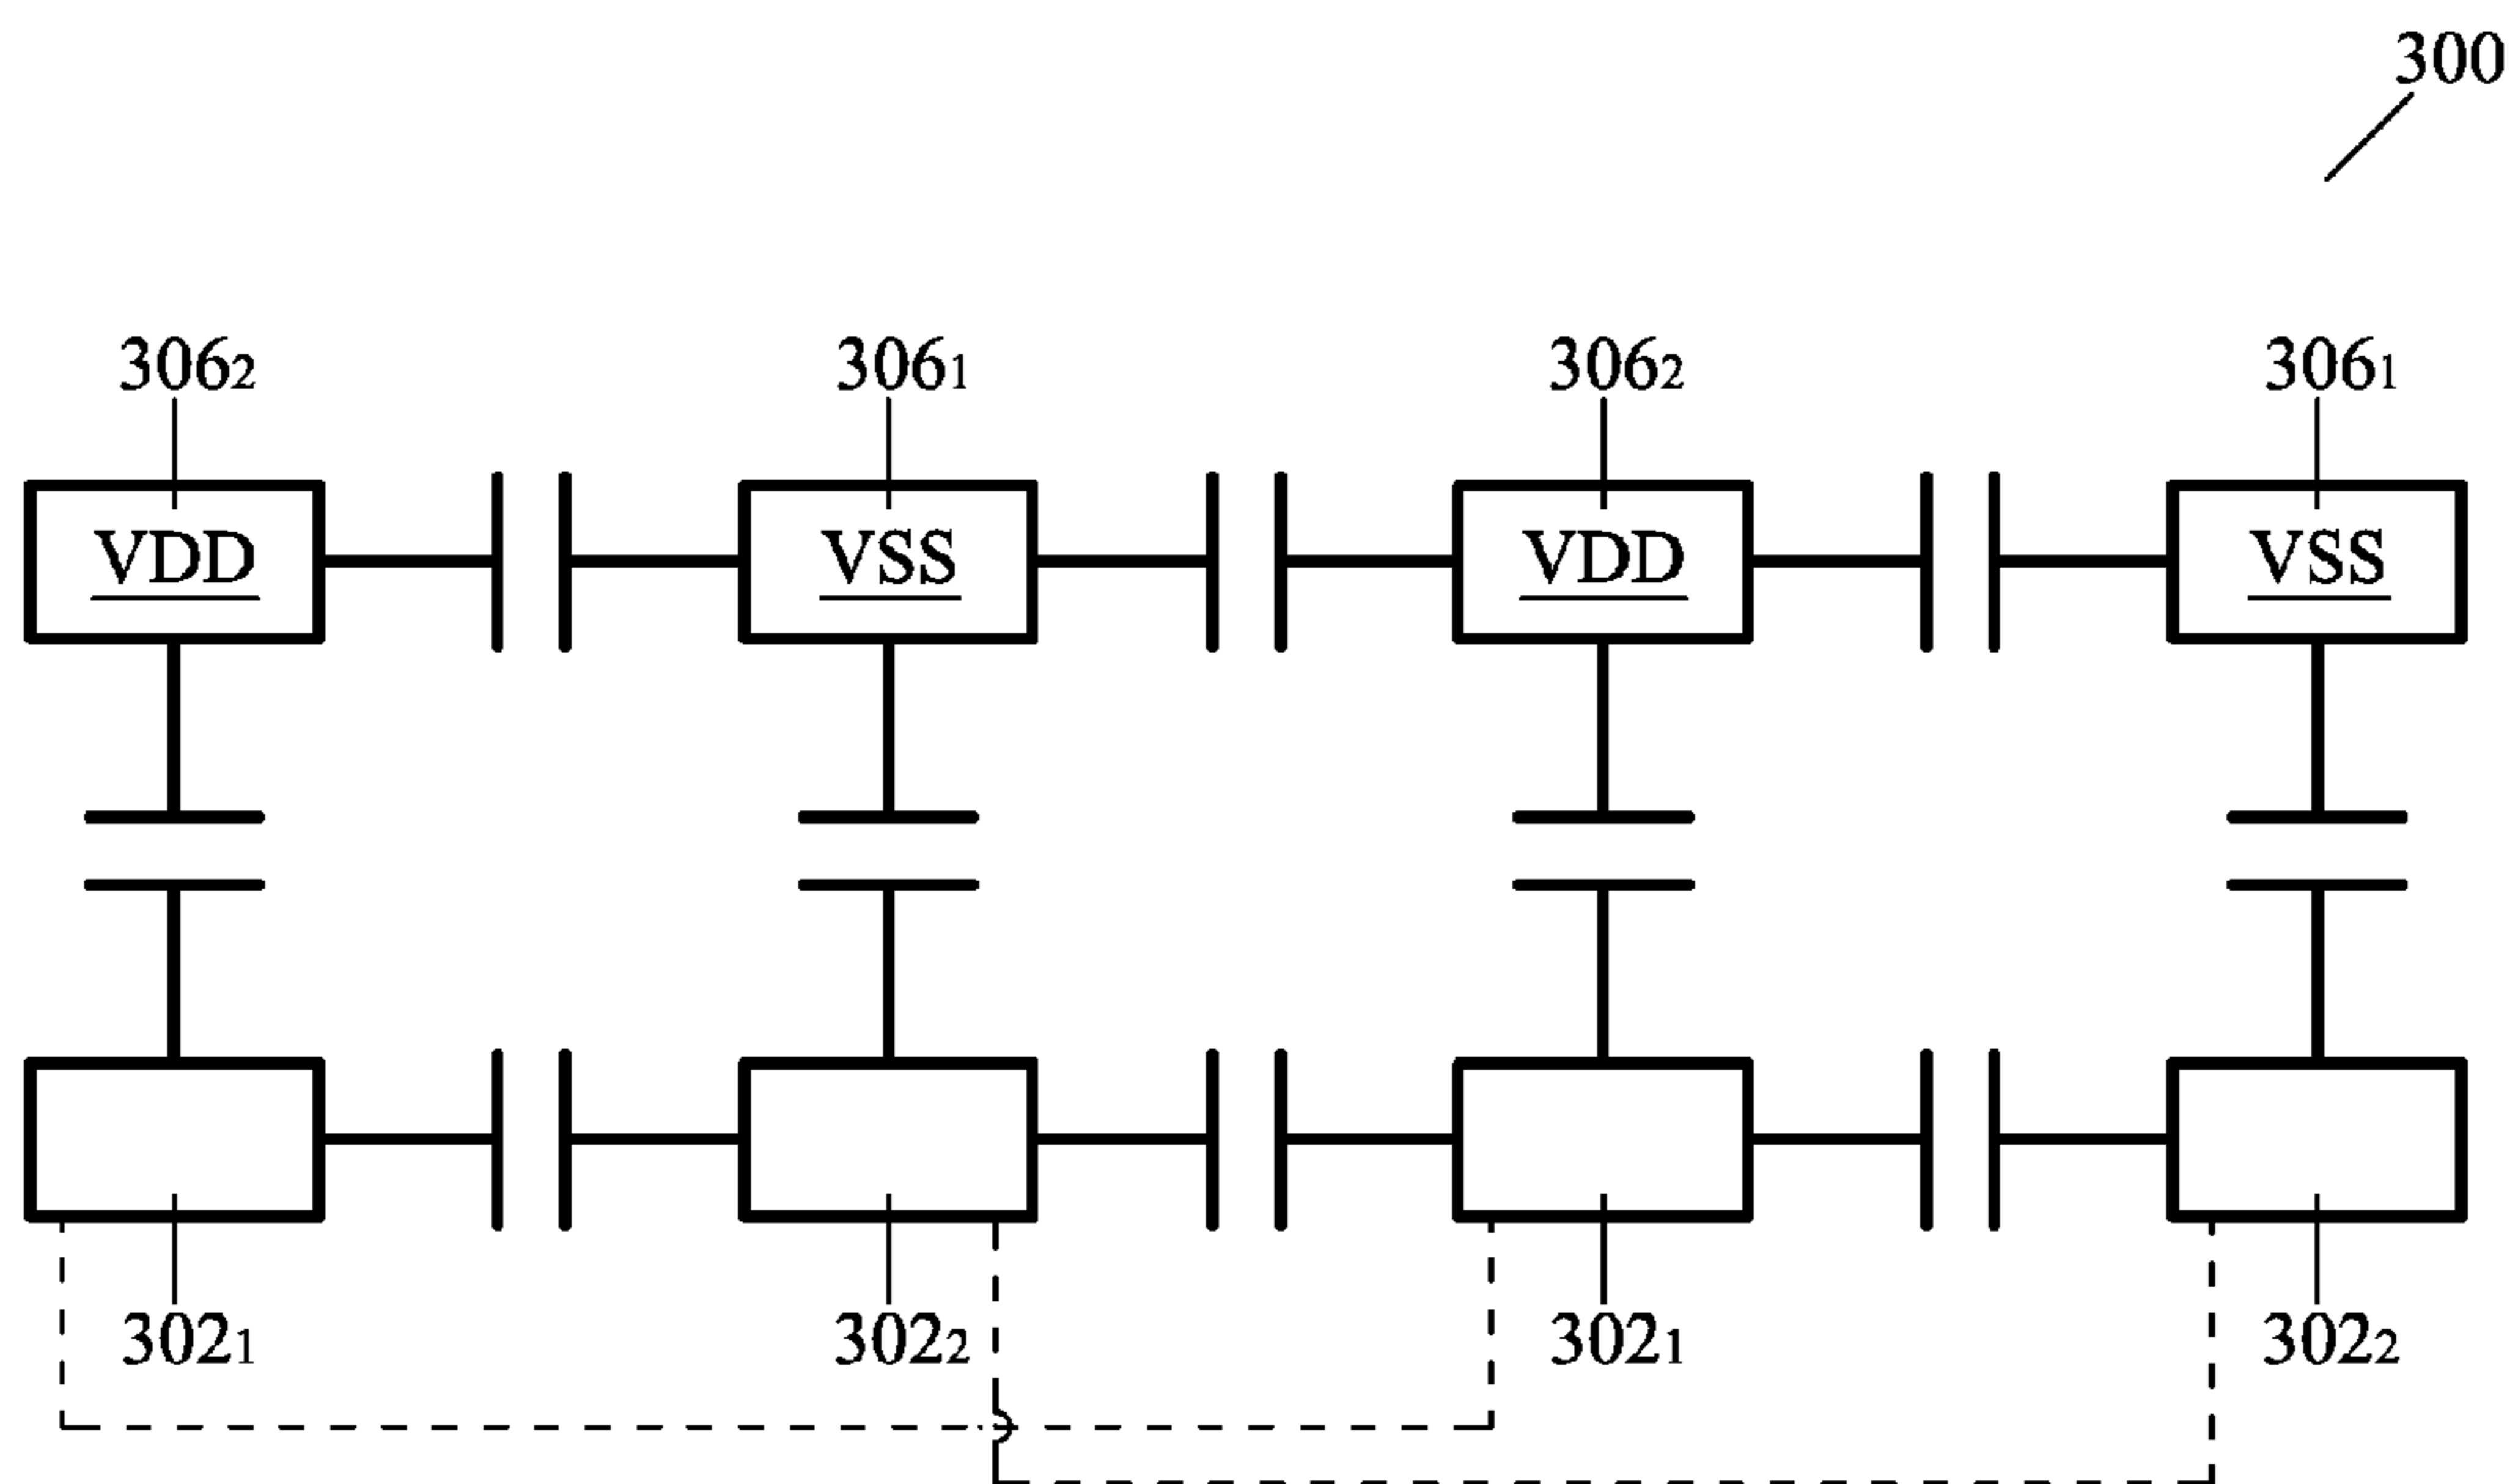 300
306₂ 306₁ 306₂ 306₁
VDD VSS VDD VSS
302₁ 302₂ 302₁ 302₂